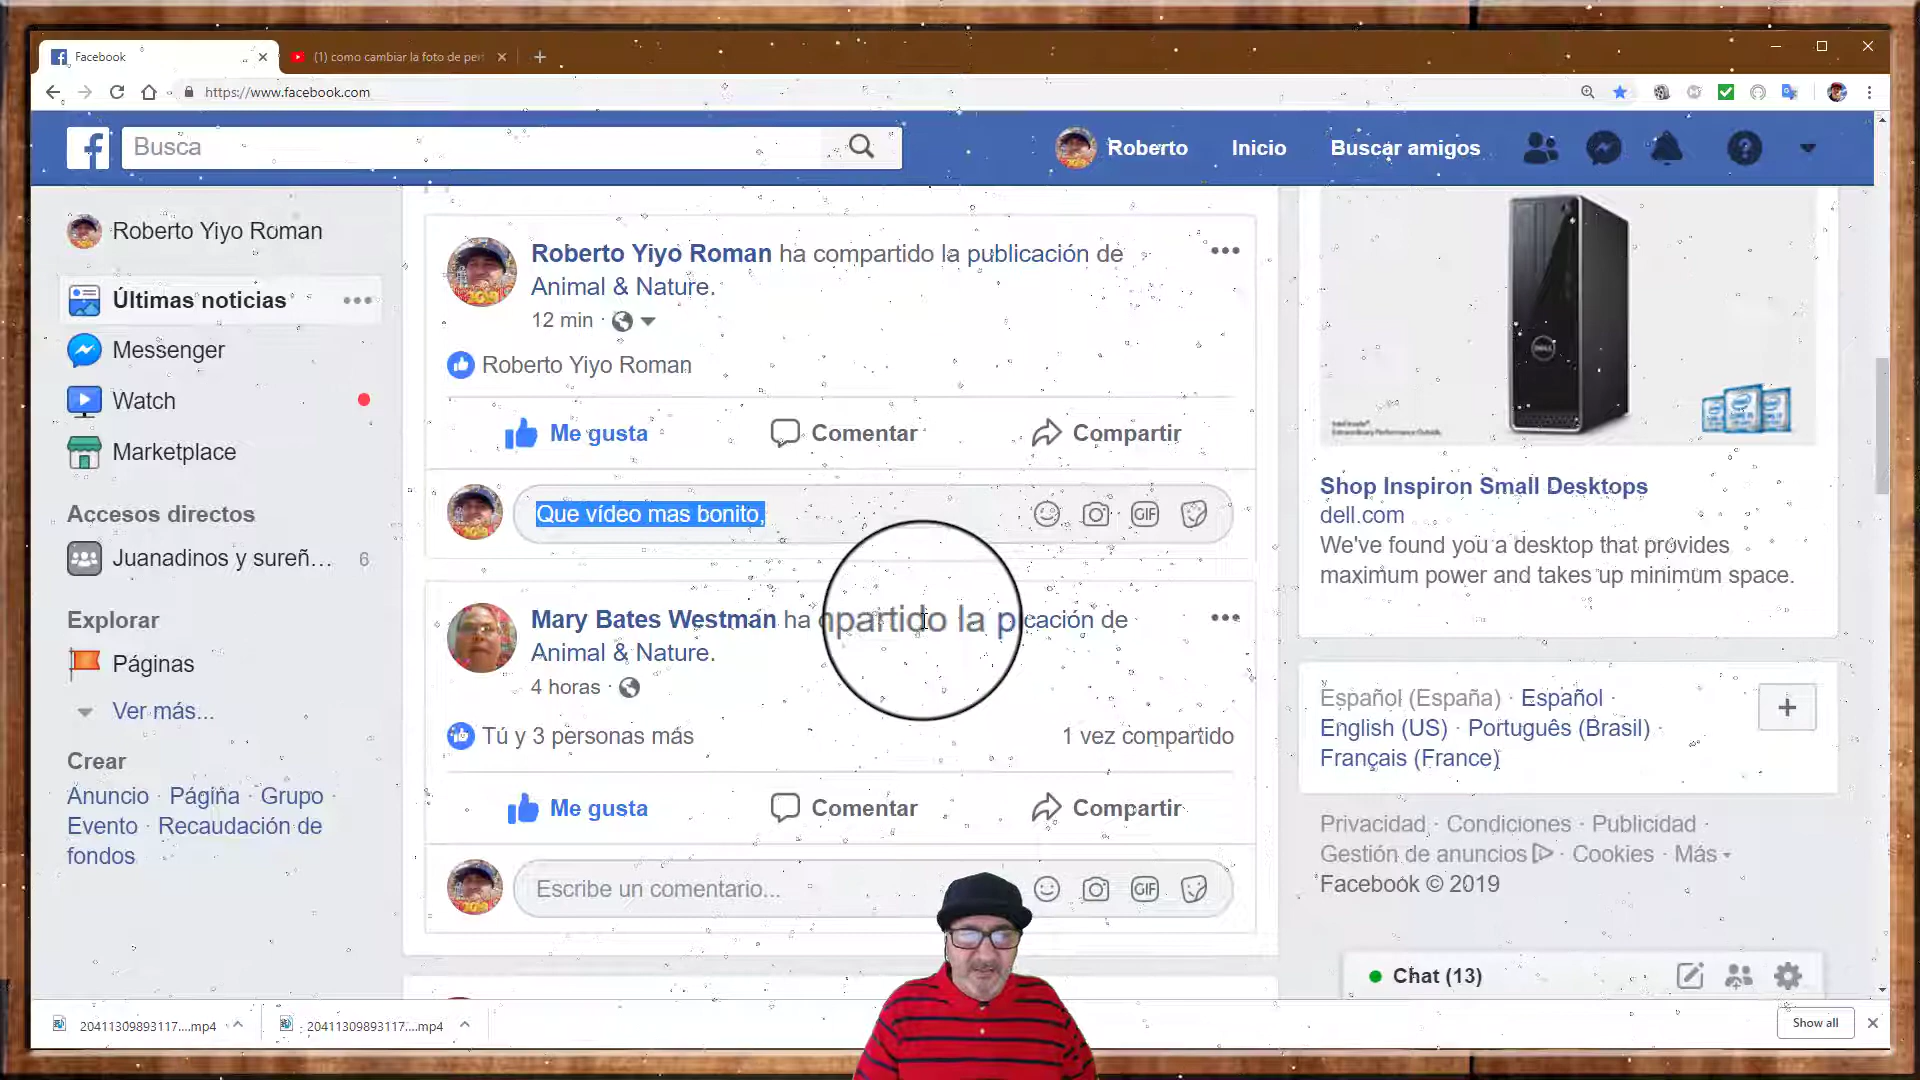 Facebook
(1) como cambiar la foto de per
https://www.facebook.com
Busca
Roberto
Inicio
Buscar amigos
Roberto Yiyo Roman
Últimas noticias
Messenger
Watch
Marketplace
Accesos directos
Juanadinos y sureñ... 6
Explorar
Páginas
Ver más...
Crear
Anuncio · Página · Grupo ·
Evento · Recaudación de
fondos
Roberto Yiyo Roman ha compartido la publicación de
Animal & Nature.
12 min ·
Roberto Yiyo Roman
Me gusta
Comentar
Compartir
Que vídeo mas bonito,
GIF
Mary Bates Westman ha mpartido la p icación de
Animal & Nature.
4 horas ·
Tú y 3 personas más
1 vez compartido
Me gusta
Comentar
Compartir
Escribe un comentario...
GIF
DELL
Shop Inspiron Small Desktops
dell.com
We've found you a desktop that provides
maximum power and takes up minimum space.
Español (España) · Español ·
English (US) · Português (Brasil) ·
Français (France)
Privacidad · Condiciones · Publicidad ·
Gestión de anuncios · Cookies · Más
Facebook © 2019
Chat (13)
20411309893117....mp4
20411309893117....mp4
Show all